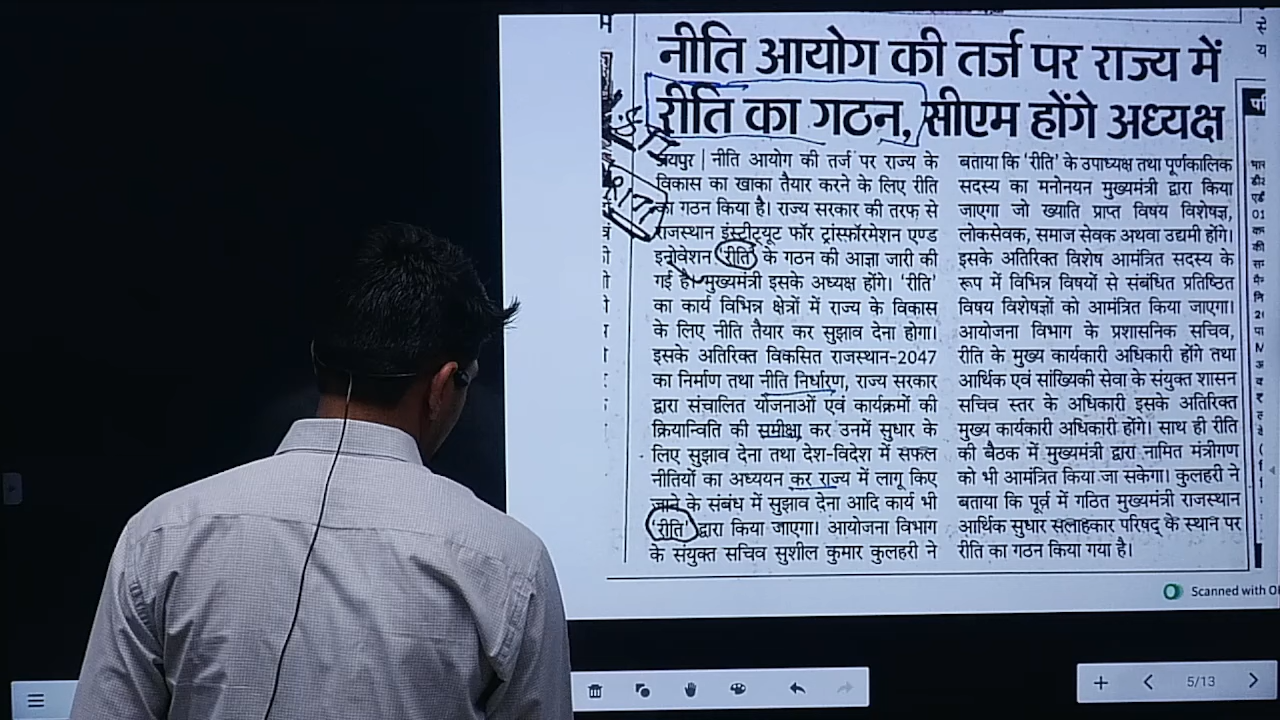 नीति आयोग की तर्ज पर राज्य में
रीति का गठन, सीएम होंगे अध्यक्ष
जयपुर | नीति आयोग की तर्ज पर राज्य के
विकास का खाका तैयार करने के लिए रीति
का गठन किया है। राज्य सरकार की तरफ से
राजस्थान इंस्टीट्यूट फॉर ट्रांस्फॉरमेशन एण्ड
इनोवेशन 'रीति' के गठन की आज्ञा जारी की
गई है। मुख्यमंत्री इसके अध्यक्ष होंगे। 'रीति'
का कार्य विभिन्न क्षेत्रों में राज्य के विकास
के लिए नीति तैयार कर सुझाव देना होगा।
इसके अतिरिक्त विकसित राजस्थान-2047
का निर्माण तथा नीति निर्धारण, राज्य सरकार
द्वारा संचालित योजनाओं एवं कार्यक्रमों की
क्रियान्विति की समीक्षा कर उनमें सुधार के
लिए सुझाव देना तथा देश-विदेश में सफल
नीतियों का अध्ययन कर राज्य में लागू किए
जाने के संबंध में सुझाव देना आदि कार्य भी
'रीति' द्वारा किया जाएगा। आयोजना विभाग
के संयुक्त सचिव सुशील कुमार कुलहरी ने
बताया कि 'रीति' के उपाध्यक्ष तथा पूर्णकालिक
सदस्य का मनोनयन मुख्यमंत्री द्वारा किया
जाएगा जो ख्याति प्राप्त विषय विशेषज्ञ,
लोकसेवक, समाज सेवक अथवा उद्यमी होंगे।
इसके अतिरिक्त विशेष आमंत्रित सदस्य के
रूप में विभिन्न विषयों से संबंधित प्रतिष्ठित
विषय विशेषज्ञों को आमंत्रित किया जाएगा।
आयोजना विभाग के प्रशासनिक सचिव,
रीति के मुख्य कार्यकारी अधिकारी होंगे तथा
आर्थिक एवं सांख्यिकी सेवा के संयुक्त शासन
सचिव स्तर के अधिकारी इसके अतिरिक्त
मुख्य कार्यकारी अधिकारी होंगे। साथ ही रीति
की बैठक में मुख्यमंत्री द्वारा नामित मंत्रीगण
को भी आमंत्रित किया जा सकेगा। कुलहरी ने
बताया कि पूर्व में गठित मुख्यमंत्री राजस्थान
आर्थिक सुधार सलाहकार परिषद् के स्थान पर
रीति का गठन किया गया है।
Scanned with
5/13